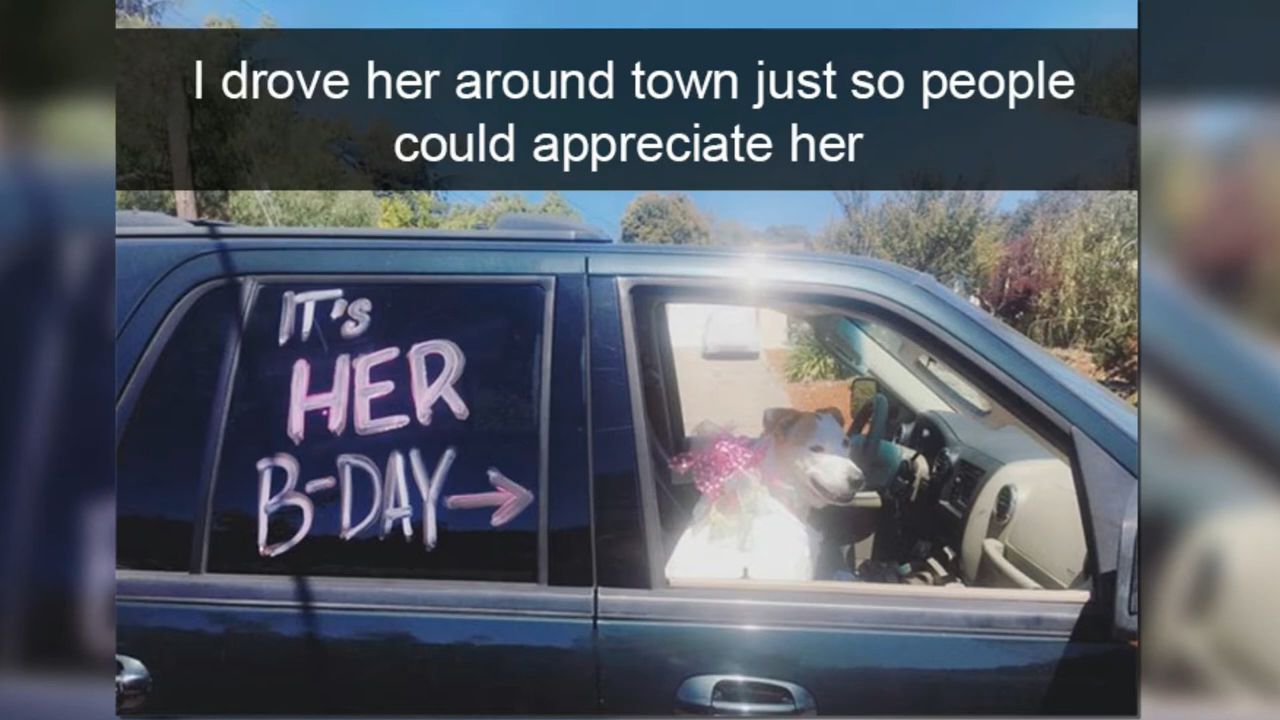 I drove her around town just so people
could appreciate her
IT's
HER
B-DAY →